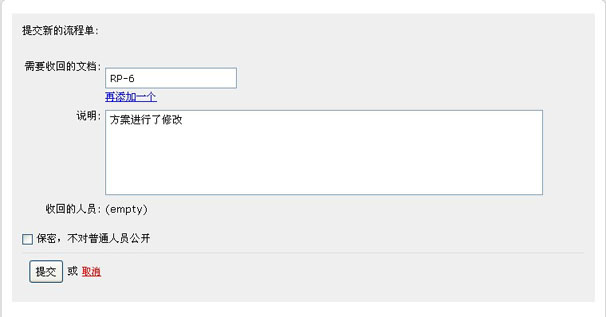 提交新的流程单:
需要收回的文档: RP-6
再添加一个
说明: 方案进行了修改
收回的人员: (empty)
保密，不对普通人员公开
提交 或 取消